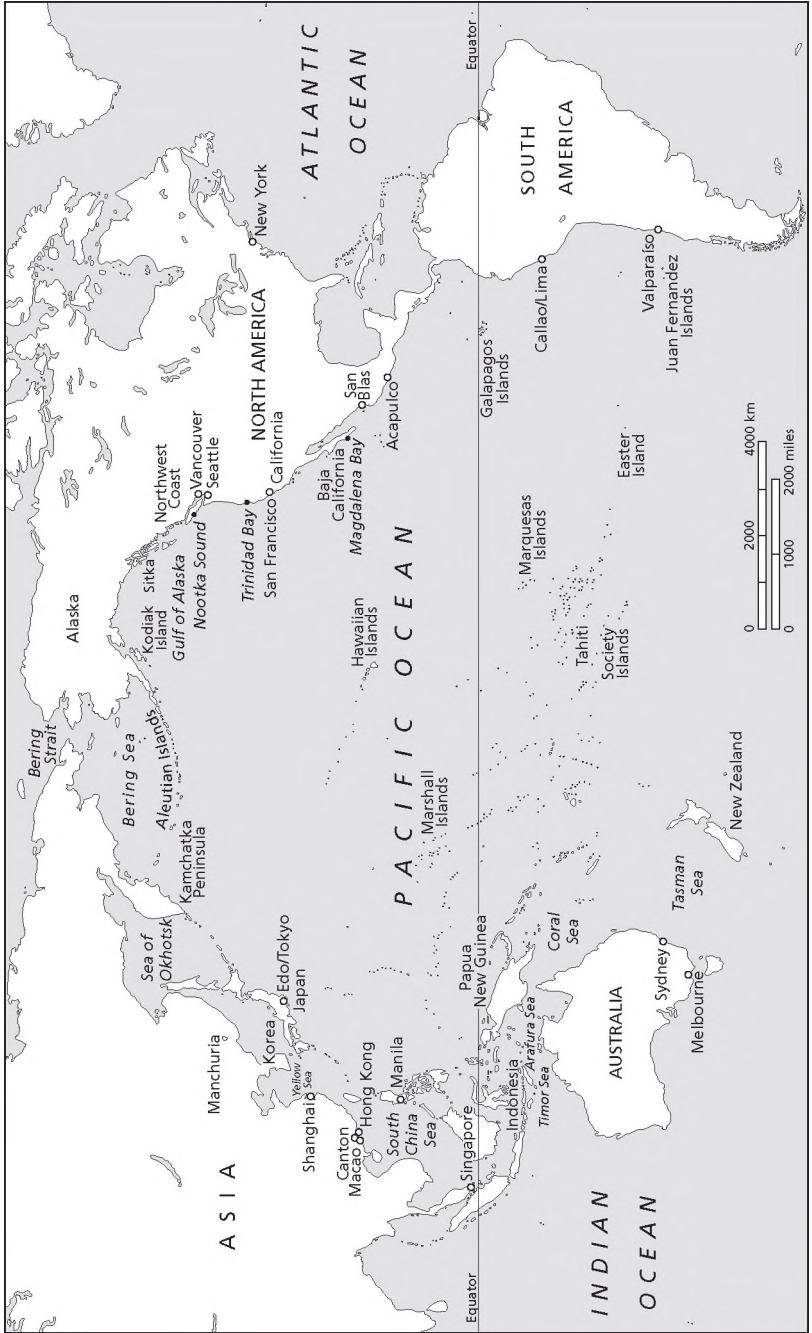 ATLANTIC
OCEAN
Equator
SOUTH
AMERICA
New York
NORTH AMERICA
Valparaiso
Juan Fernandez
Islands
Callao/Lima
Galapagos
Islands
San
Blas
Acapulco
Baja
California
Magdalena Bay
Northwest
Coast
Vancouver
Seattle
California
Trinidad Bay
San Francisco
Nootka Sound
Gulf of Alaska
Sitka
Kodiak
Island
Alaska
Easter
Island
Marquesas
Islands
Tahiti
Society
Islands
Hawaiian
Islands
PACIFIC OCEAN
0
2000
4000 km
0
1000
2000 miles
Bering
Strait
Bering Sea
Aleutian Islands
Kamchatka
Peninsula
Marshall
Islands
New Zealand
Tasman
Sea
Sea of
Okhotsk
Edo/Tokyo
Japan
Korea
Manchuria
Yellow
Sea
Shanghai
Papua
New Guinea
Coral
Sea
Sydney
Melbourne
AUSTRALIA
Arafura Sea
Timor Sea
Indonesia
Manila
Hong Kong
South
China
Sea
Canton
Macao
Singapore
ASIA
INDIAN
OCEAN
Equator